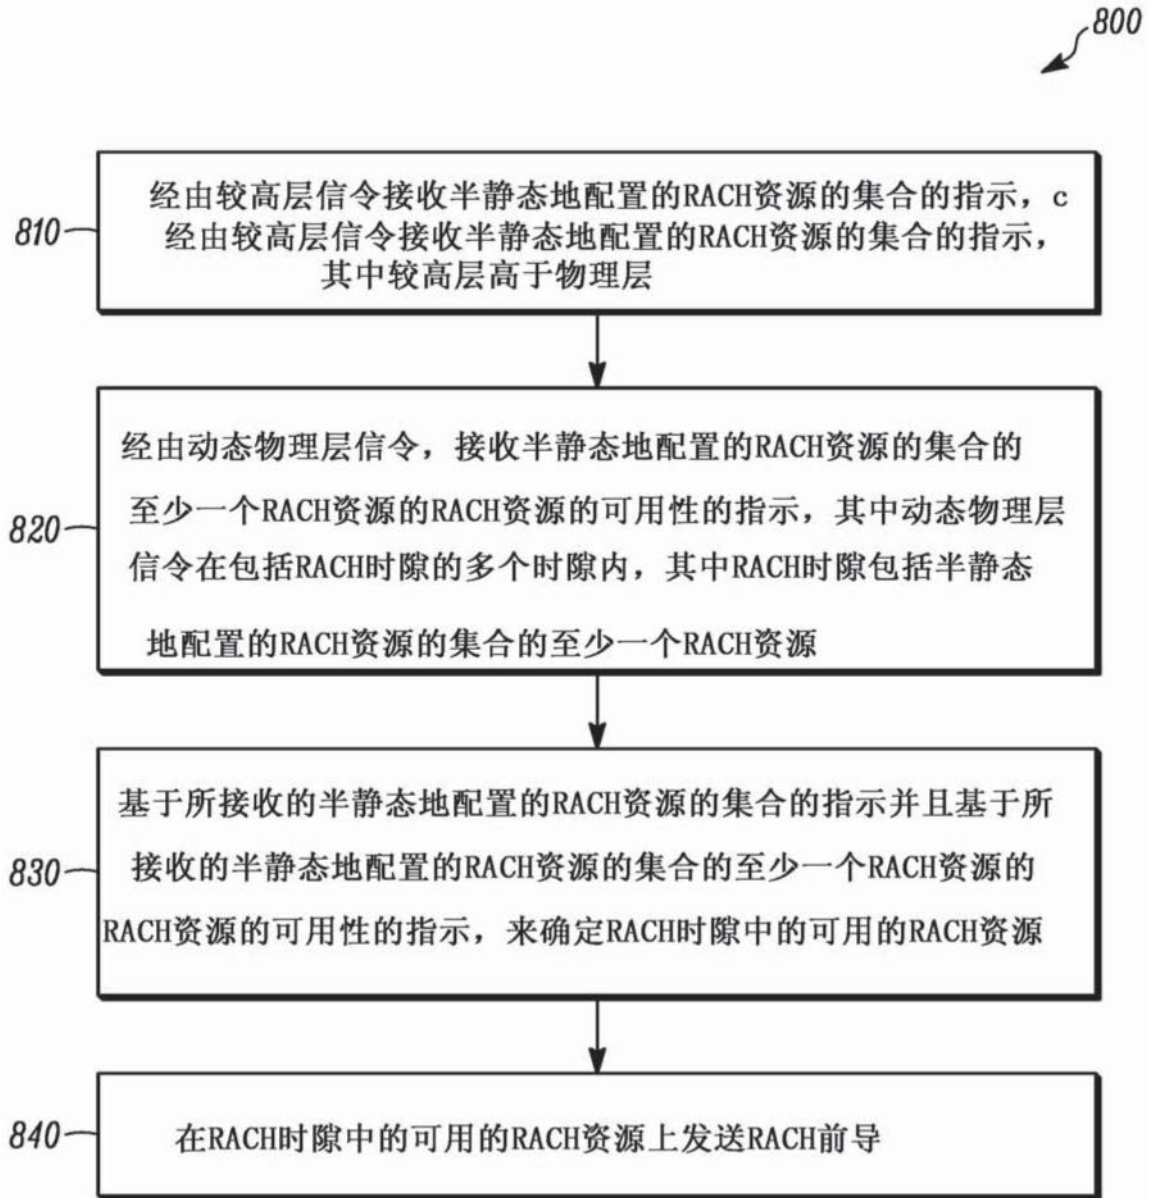 800
810
经由较高层信令接收半静态地配置的RACH资源的集合的指示，c
经由较高层信令接收半静态地配置的RACH资源的集合的指示，
其中较高层高于物理层
820
经由动态物理层信令，接收半静态地配置的RACH资源的集合的
至少一个RACH资源的RACH资源的可用性的指示，其中动态物理层
信令在包括RACH时隙的多个时隙内，其中RACH时隙包括半静态
地配置的RACH资源的集合的至少一个RACH资源
830
基于所接收的半静态地配置的RACH资源的集合的指示并且基于所
接收的半静态地配置的RACH资源的集合的至少一个RACH资源的
RACH资源的可用性的指示，来确定RACH时隙中的可用的RACH资源
840
在RACH时隙中的可用的RACH资源上发送RACH前导